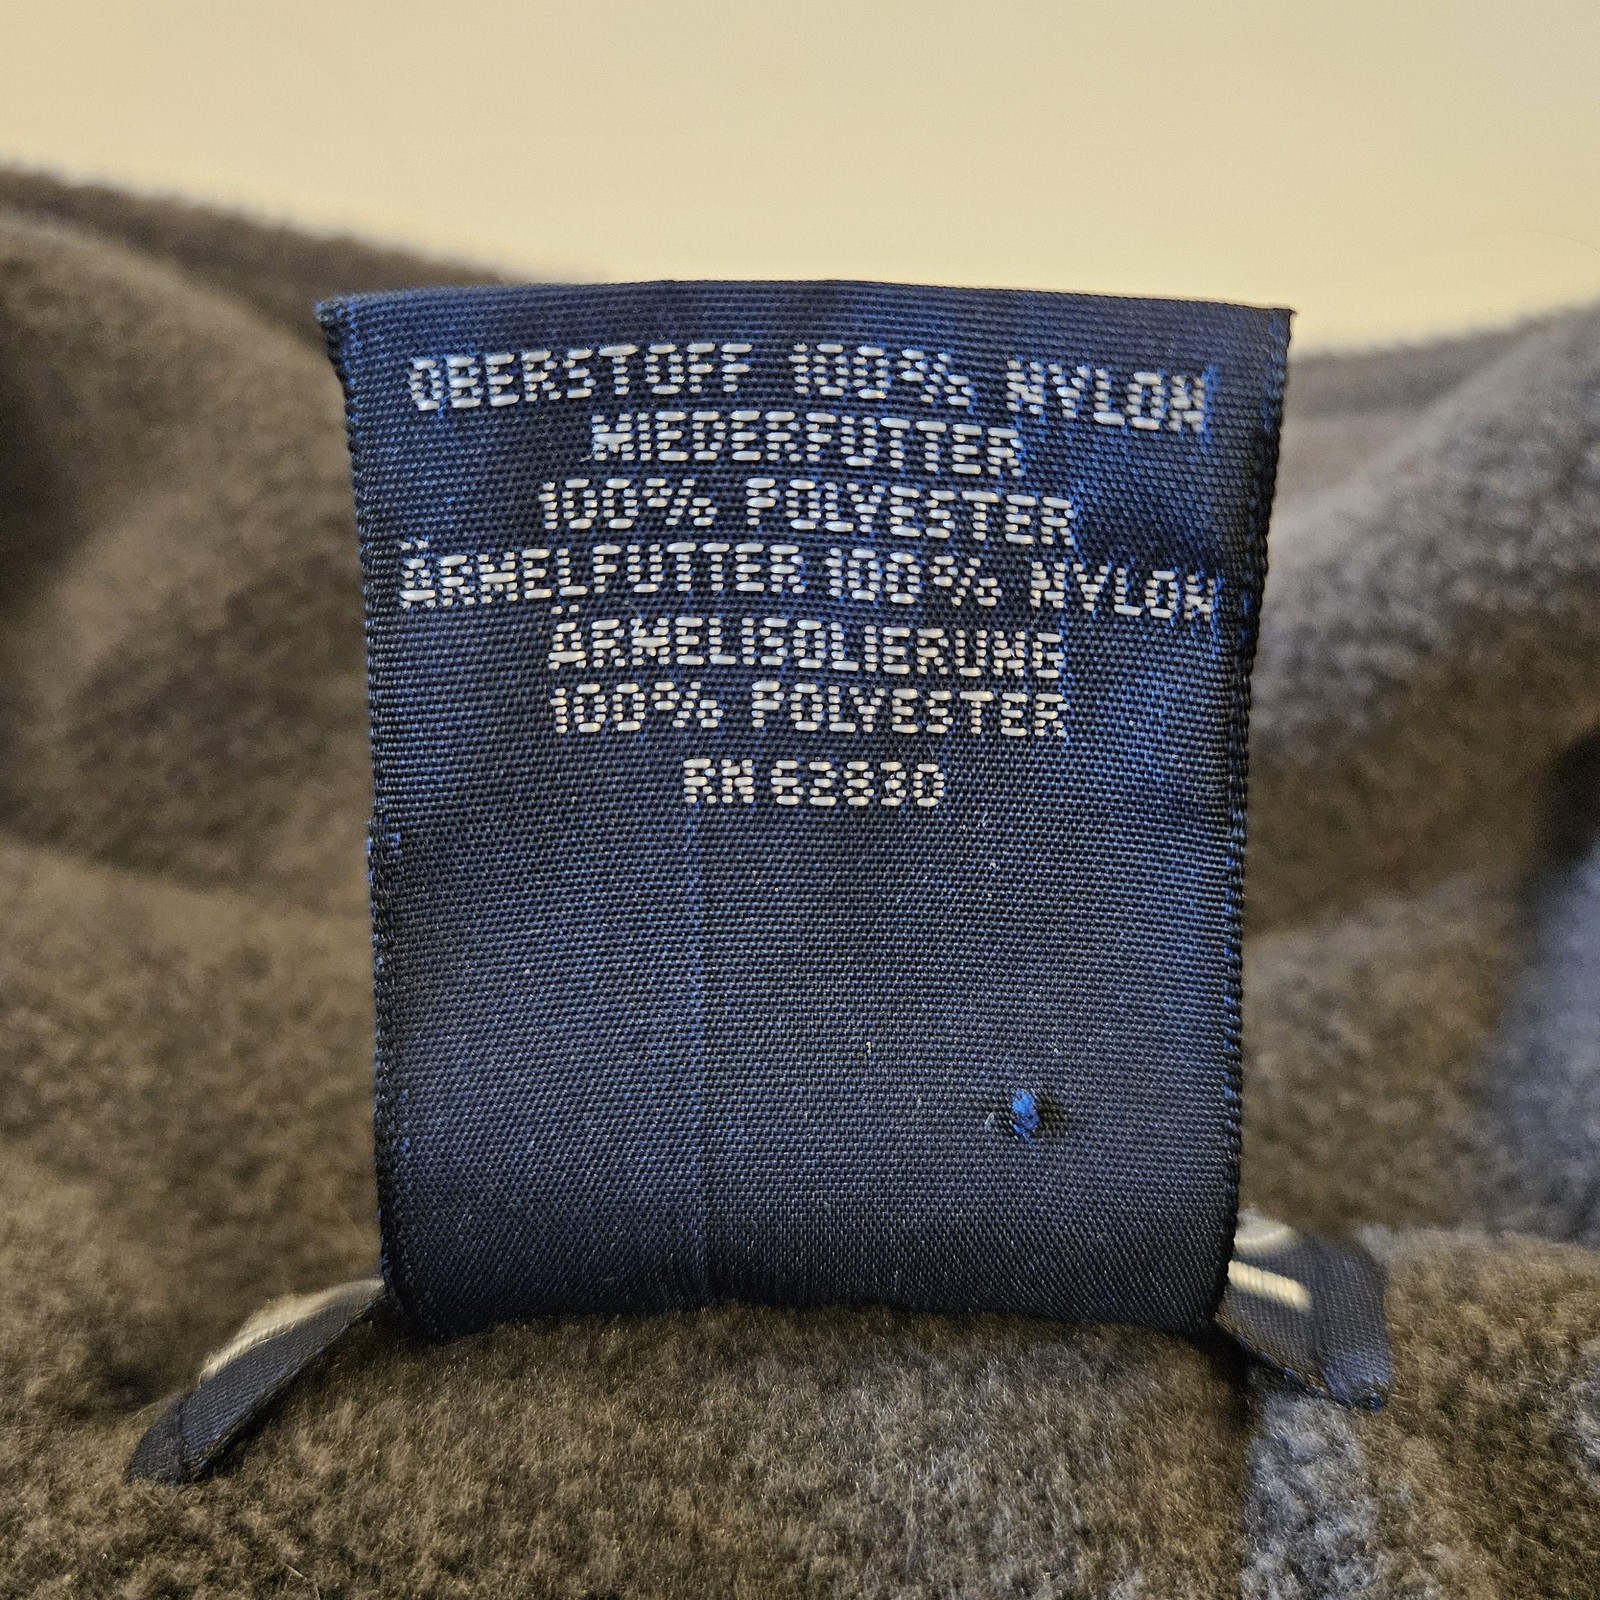 OBERSTOFF 100% NYLON
MIEDERFUTTER
100% POLYESTER
ÄRMELFUTTER 100% NYLON
ÄRMELISOLIERUNG
100% POLYESTER
RN 62830